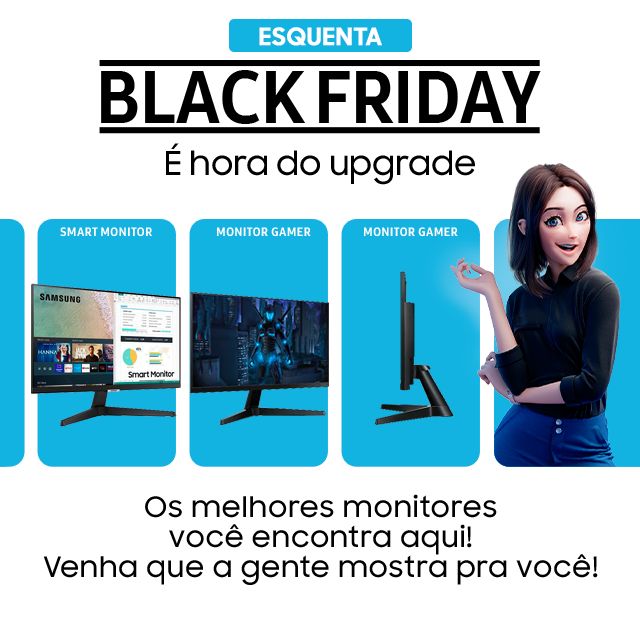 ESQUENTA
BLACK FRIDAY
É hora do upgrade
SMART MONITOR
MONITOR GAMER
MONITOR GAMER
SAMSUNG
Smart Monitor
Os melhores monitores
você encontra aqui!
Venha que a gente mostra pra você!